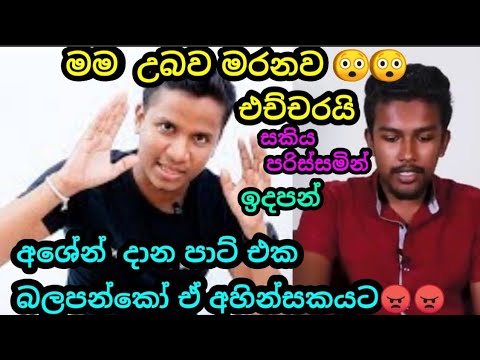 මම උබව මරනව 😲😲
එච්චරයි
සකිය
පරිස්සමින්
ඉදපන්
අශේන් දාන පාට් එක
බලපන්කෝ ඒ අහින්සකයට😡😡